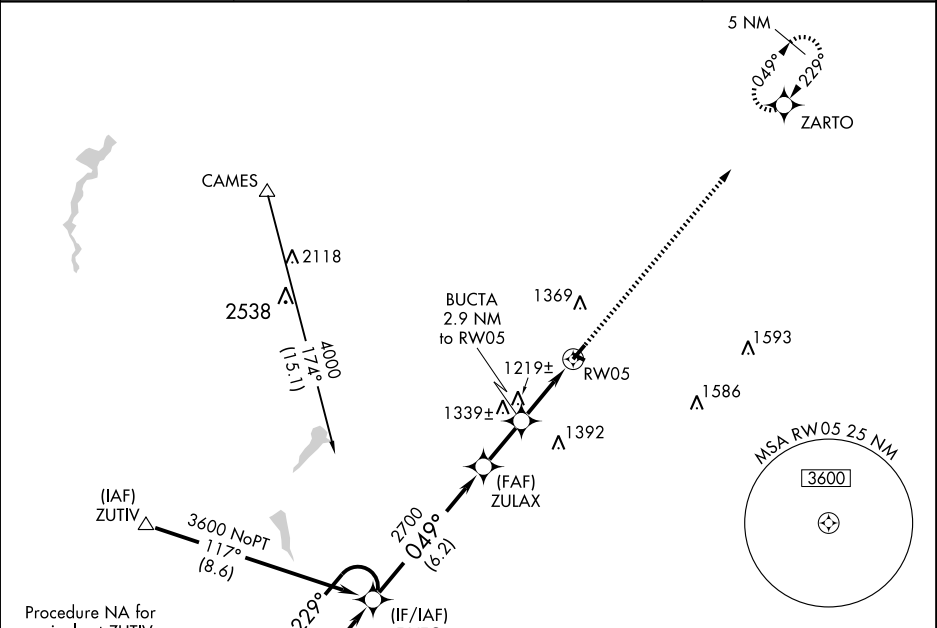 5 NM
049°
229°
ZARTO
CAMES
2118
2538
4000
174°
(15.1)
BUCTA
2.9 NM
to RW05
1369
1219±
RW05
1339±
1392
1593
1586
(FAF)
ZULAX
MSA RW05 25 NM
3600
(IAF)
ZUTIV
3600 NoPT
117°
(8.6)
2700
049°
(6.2)
229°
(IF/IAF)
Procedure NA for